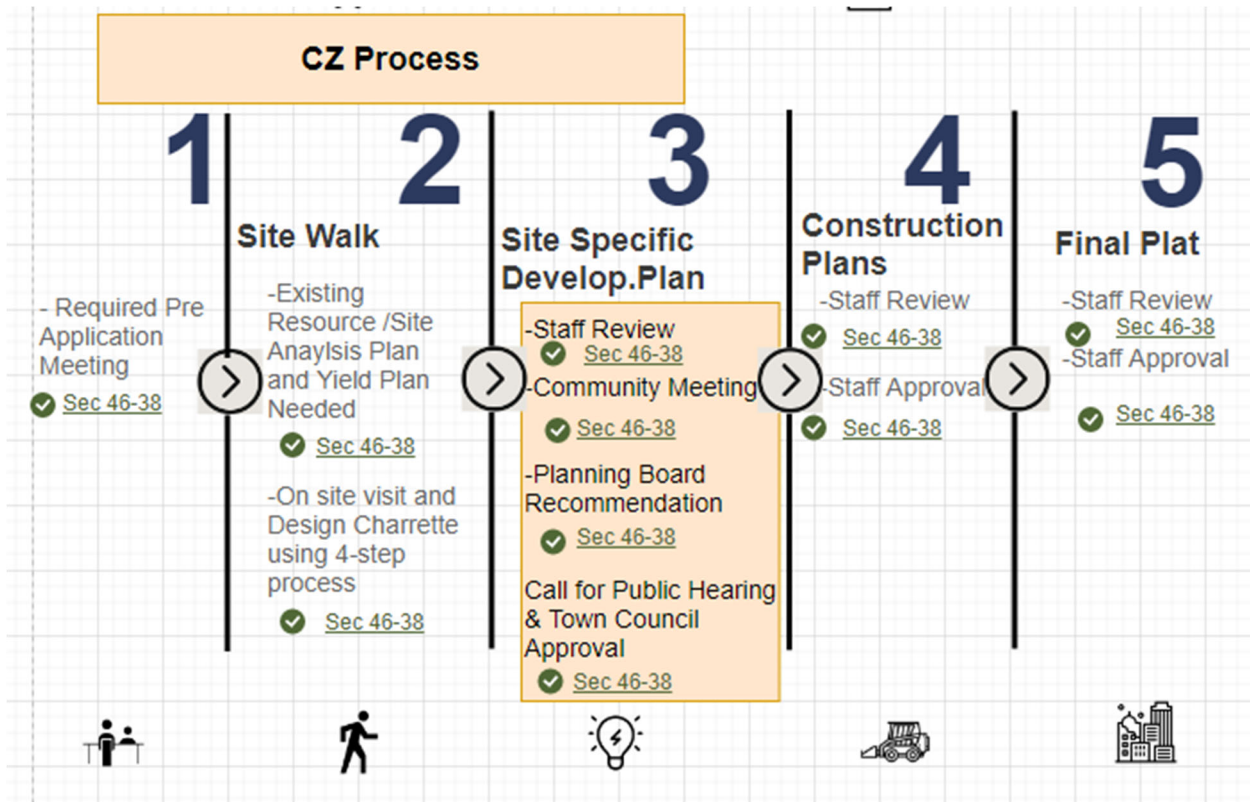 CZ Process
1
- Required Pre
Application
Meeting
Sec 46-38
2
Site Walk
-Existing
Resource /Site
Anaylsis Plan
and Yield Plan
Needed
Sec 46-38
-On site visit and
Design Charrette
using 4-step
process
Sec 46-38
3
Site Specific
Develop.Plan
-Staff Review
Sec 46-38
-Community Meeting
Sec 46-38
-Planning Board
Recommendation
Sec 46-38
Call for Public Hearing
& Town Council
Approval
Sec 46-38
4
Construction
Plans
-Staff Review
Sec 46-38
-Staff Approval
Sec 46-38
5
Final Plat
-Staff Review
Sec 46-38
-Staff Approval
Sec 46-38